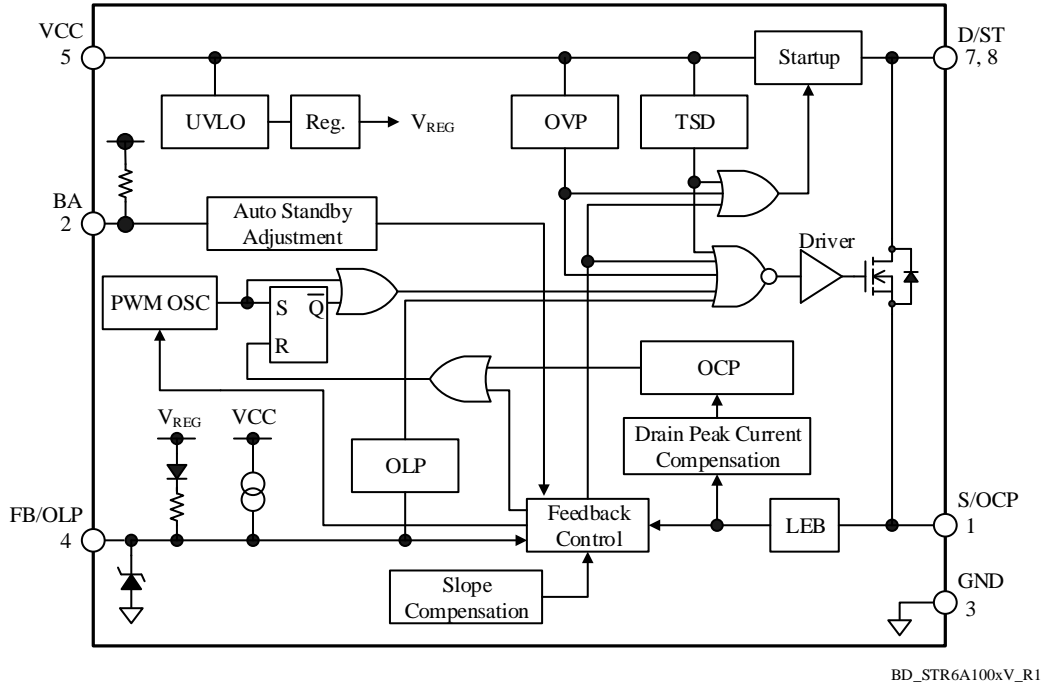 VCC
5
D/ST
7, 8
Startup
UVLO
Reg.
VREG
OVP
TSD
BA
2
Auto Standby
Adjustment
Driver
PWM OSC
S
Q̅
R
OCP
VREG
VCC
OLP
Drain Peak Current
Compensation
FB/OLP
4
Feedback
Control
LEB
S/OCP
1
Slope
Compensation
GND
3
BD_STR6A100xV_R1